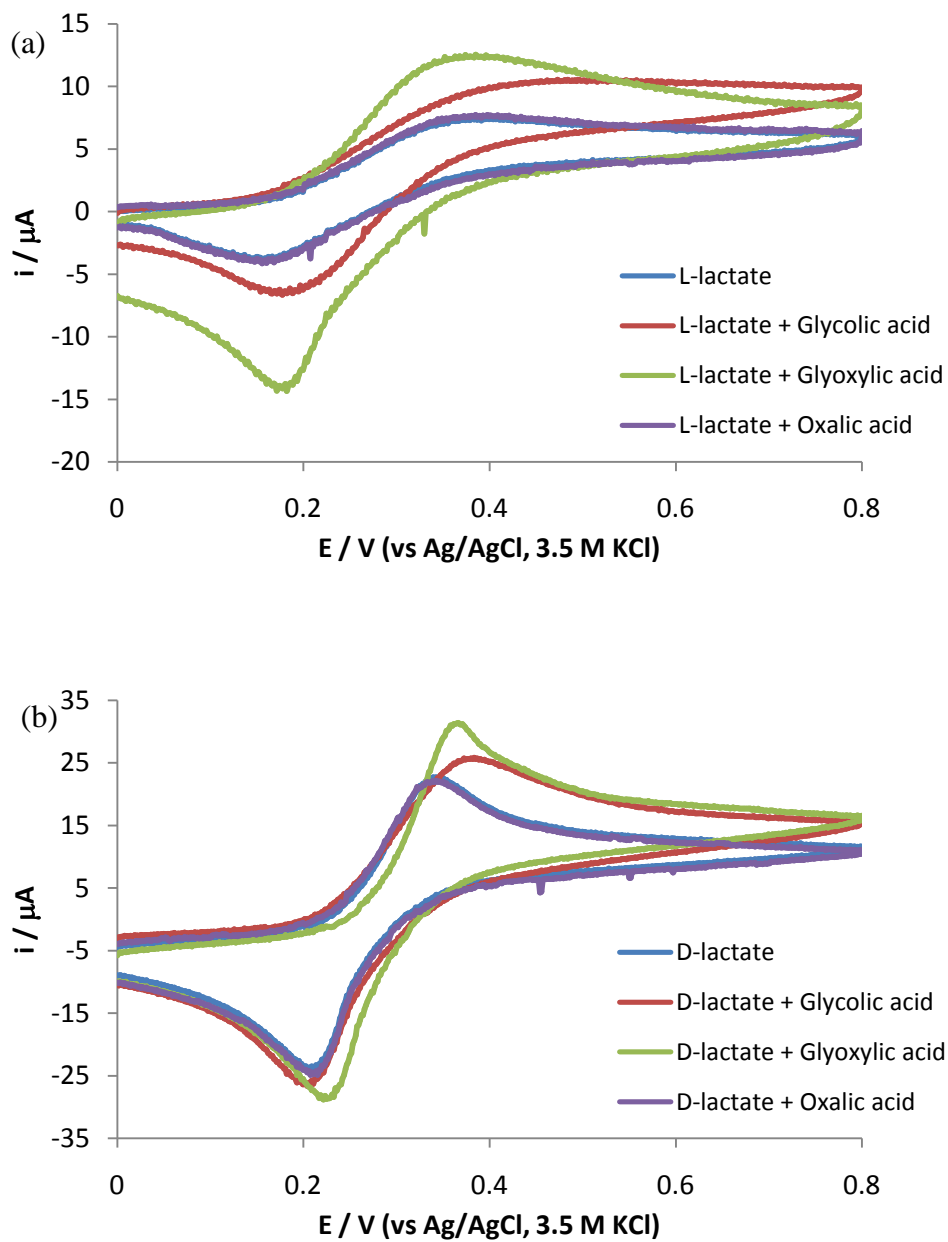 (a)
15
10
5
0
-5
-10
-15
-20
i / µA
L-lactate
L-lactate + Glycolic acid
L-lactate + Glyoxylic acid
L-lactate + Oxalic acid
0 0.2 0.4 0.6 0.8
E / V (vs Ag/AgCl, 3.5 M KCl)
(b)
35
25
15
5
-5
-15
-25
-35
i / µA
D-lactate
D-lactate + Glycolic acid
D-lactate + Glyoxylic acid
D-lactate + Oxalic acid
0 0.2 0.4 0.6 0.8
E / V (vs Ag/AgCl, 3.5 M KCl)